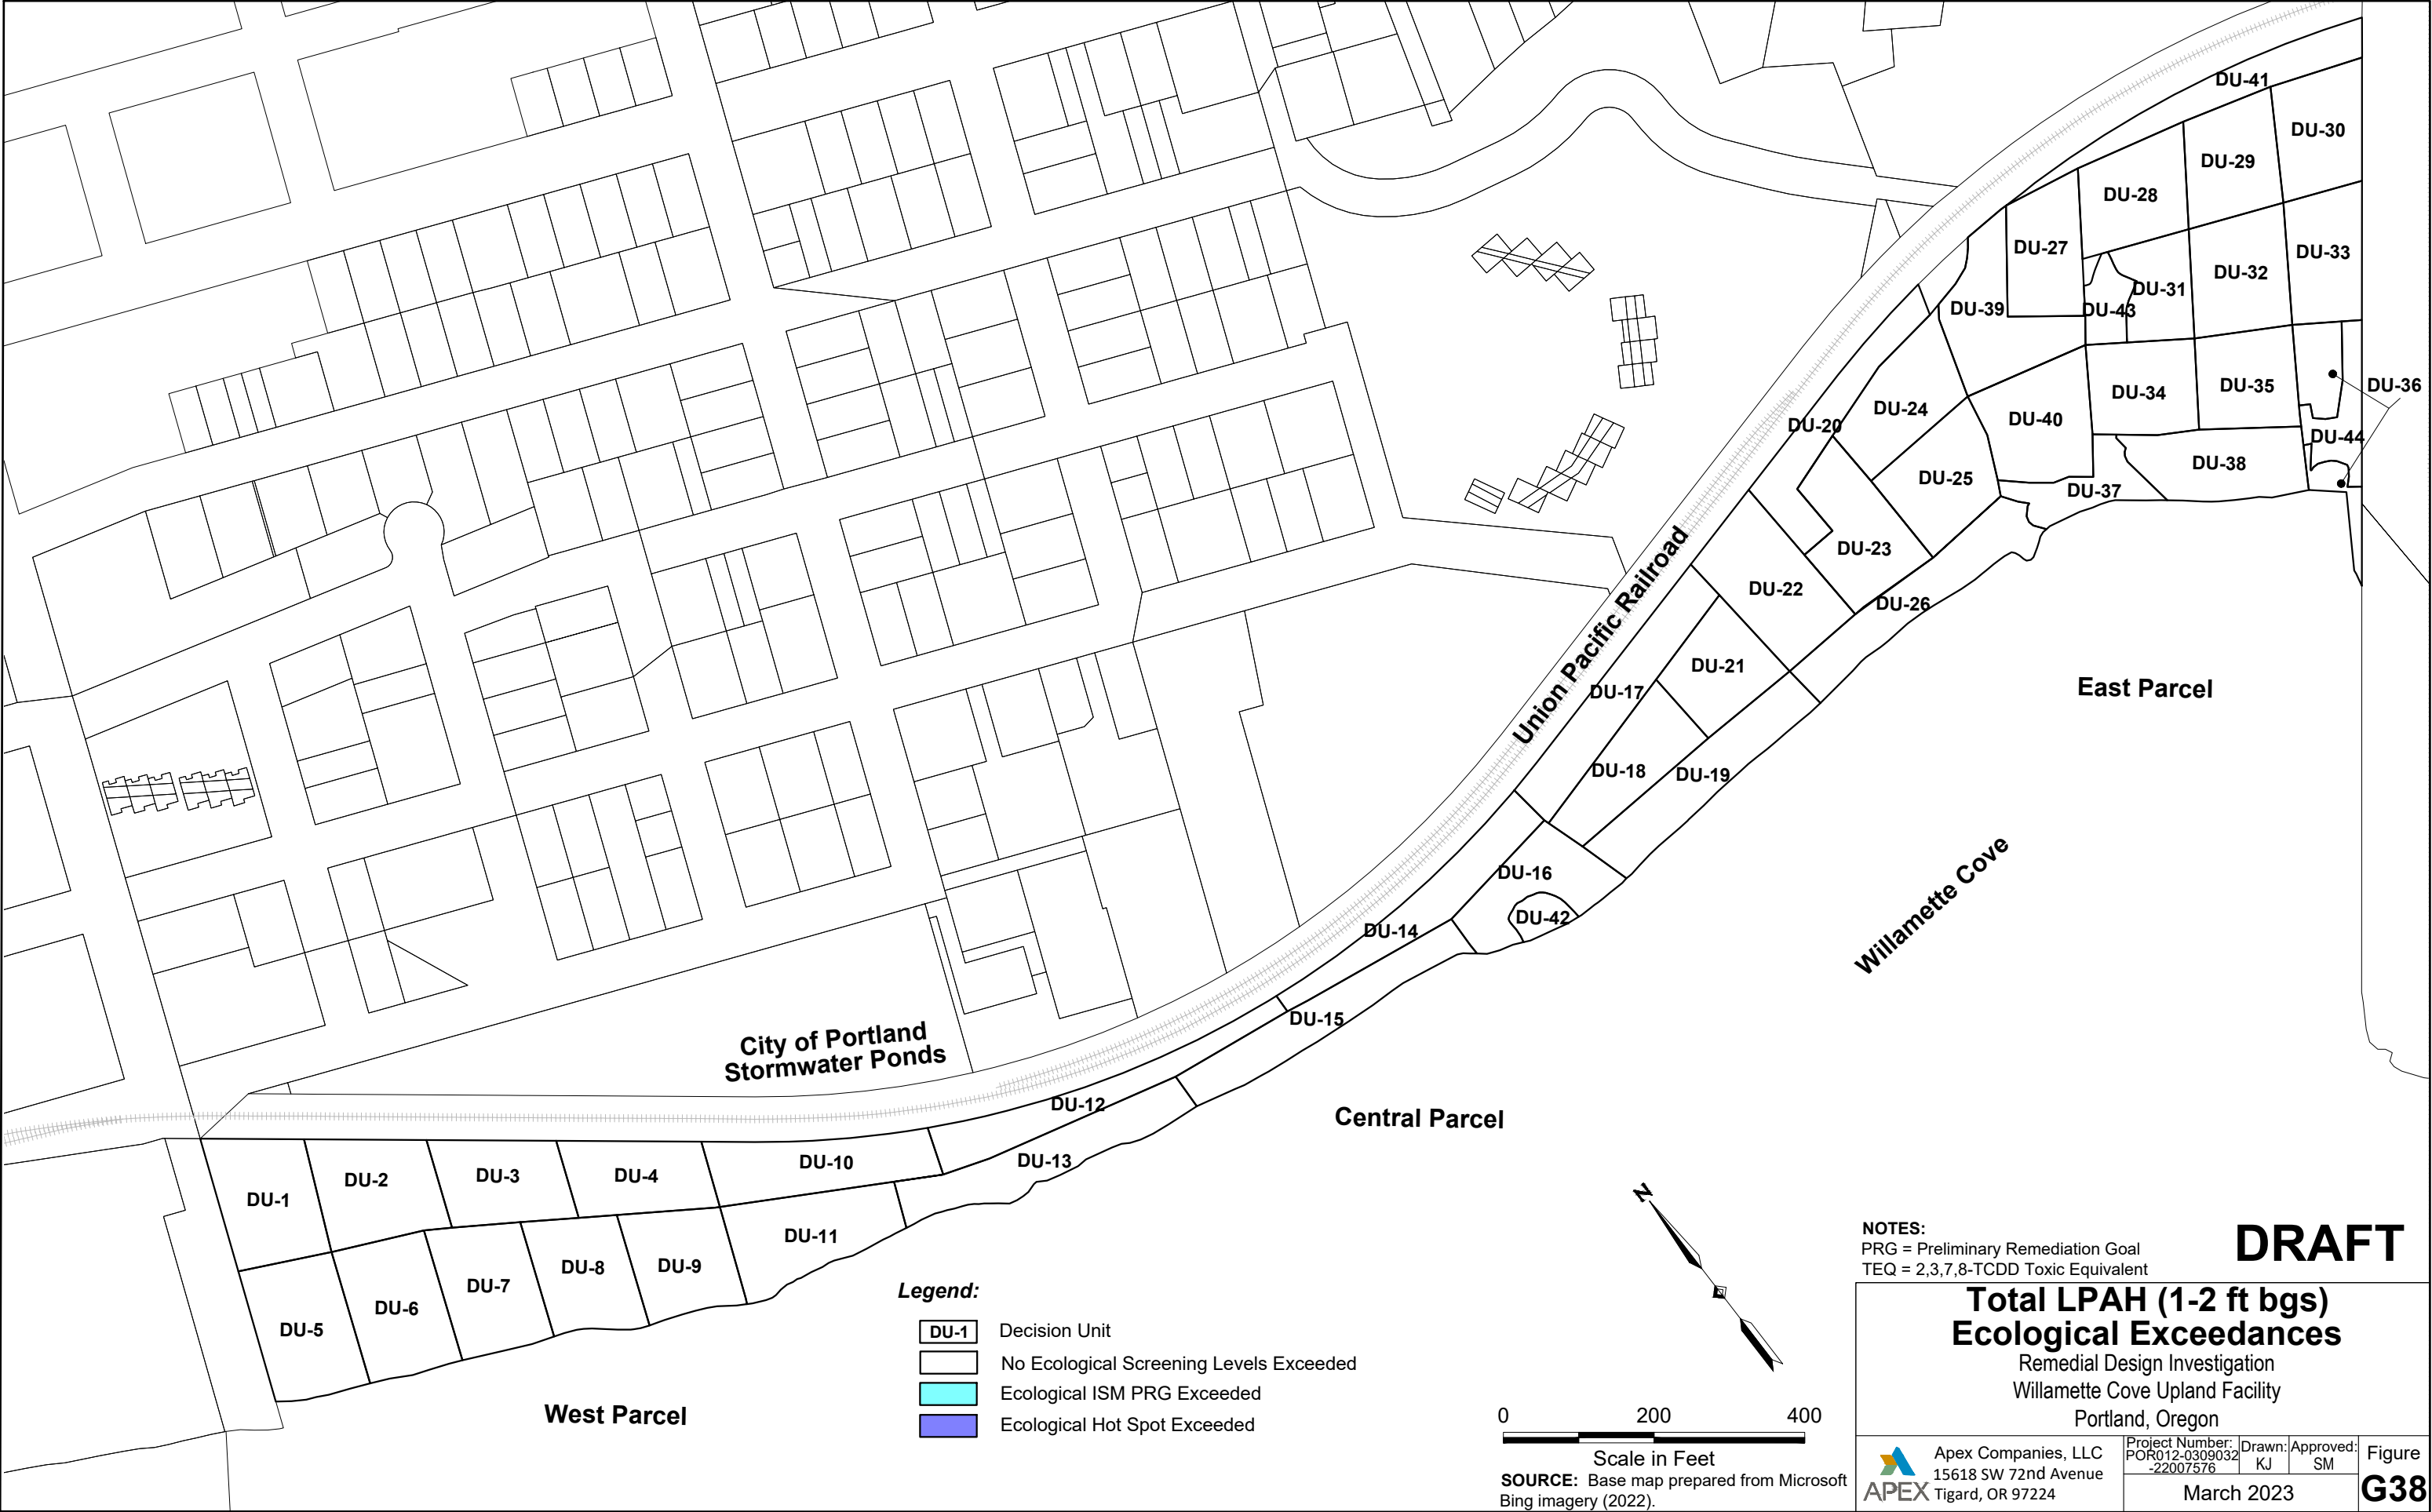 DU-41
DU-30
DU-29
DU-28
DU-27
DU-33
DU-32
DU-31
DU-43
DU-39
DU-36
DU-35
DU-34
DU-24
DU-40
DU-20
DU-44
DU-38
DU-25
DU-37
DU-23
DU-22
DU-26
Union Pacific Railroad
DU-21
East Parcel
DU-17
DU-18
DU-19
DU-16
Willamette Cove
DU-42
DU-14
DU-15
City of Portland
Stormwater Ponds
DU-12
Central Parcel
DU-13
DU-10
DU-4
DU-3
DU-2
DU-1
DU-11
DU-9
DU-8
DU-7
DU-6
DU-5
West Parcel
N
Legend:
DU-1 Decision Unit
No Ecological Screening Levels Exceeded
Ecological ISM PRG Exceeded
Ecological Hot Spot Exceeded
0 200 400
Scale in Feet
SOURCE: Base map prepared from Microsoft
Bing imagery (2022).
NOTES:
PRG = Preliminary Remediation Goal
TEQ = 2,3,7,8-TCDD Toxic Equivalent
DRAFT
Total LPAH (1-2 ft bgs)
Ecological Exceedances
Remedial Design Investigation
Willamette Cove Upland Facility
Portland, Oregon
APEX
Apex Companies, LLC
15618 SW 72nd Avenue
Tigard, OR 97224
Project Number:
POR012-0309032
-22007576
Drawn:
KJ
Approved:
SM
March 2023
Figure
G38